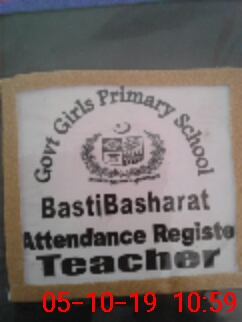 Govt Girls Primary School
BastiBasharat
Attendance Registe
Teacher
05-10-19 10:59